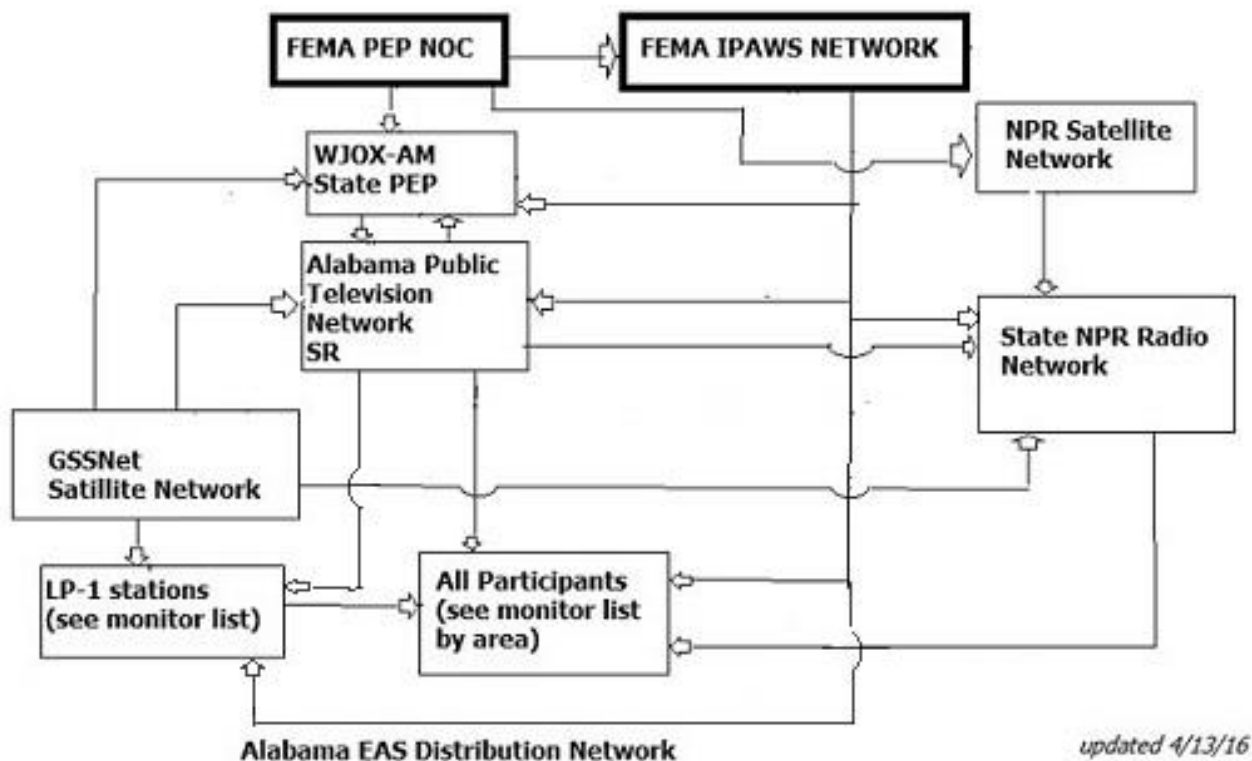 FEMA PEP NOC
FEMA IPAWS NETWORK
WJOX-AM
State PEP
NPR Satellite
Network
Alabama Public
Television
Network
SR
State NPR Radio
Network
GSSNet
Satillite Network
LP-1 stations
(see monitor list)
All Participants
(see monitor list
by area)
Alabama EAS Distribution Network
updated 4/13/16